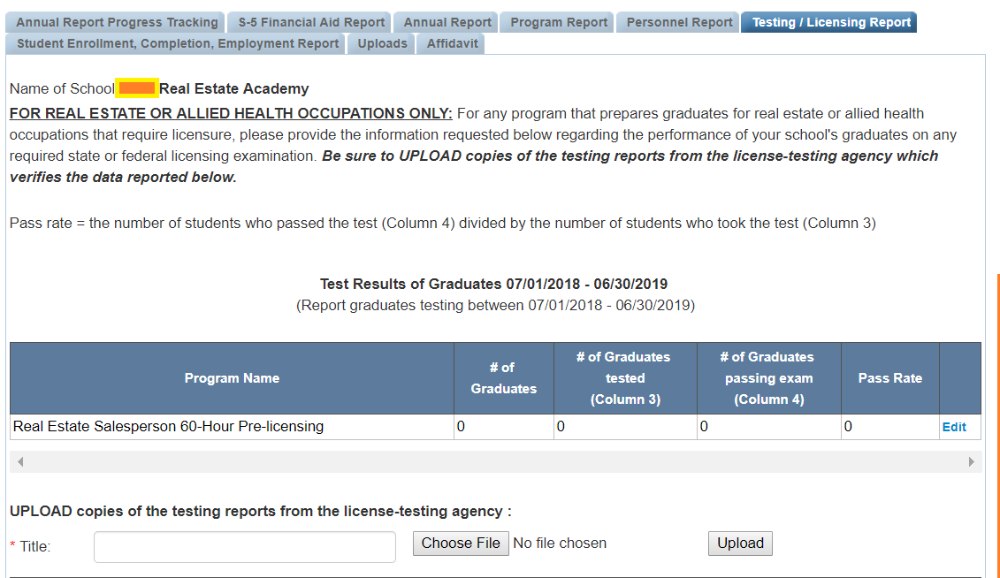 Annual Report Progress Tracking S-5 Financial Aid Report Annual Report Program Report Personnel Report Testing / Licensing Report
Student Enrollment, Completion, Employment Report Uploads Affidavit
Name of School Real Estate Academy
FOR REAL ESTATE OR ALLIED HEALTH OCCUPATIONS ONLY: For any program that prepares graduates for real estate or allied health
occupations that require licensure, please provide the information requested below regarding the performance of your school's graduates on any
required state or federal licensing examination. Be sure to UPLOAD copies of the testing reports from the license-testing agency which
verifies the data reported below.
Pass rate = the number of students who passed the test (Column 4) divided by the number of students who took the test (Column 3)
Test Results of Graduates 07/01/2018 - 06/30/2019
(Report graduates testing between 07/01/2018 - 06/30/2019)
Program Name
# of
Graduates
# of Graduates
tested
(Column 3)
# of Graduates
passing exam
(Column 4)
Pass Rate
Real Estate Salesperson 60-Hour Pre-licensing 0 0 0 0 Edit
UPLOAD copies of the testing reports from the license-testing agency :
* Title: Choose File No file chosen Upload